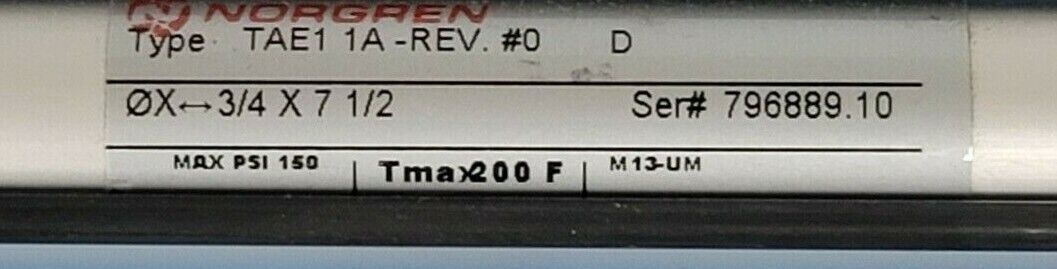 NORGREN
Type TAE1 1A -REV. #0 D
ØX↔3/4 X 7 1/2 Ser# 796889.10
MAX PSI 150 Tmax200 F M13-UM